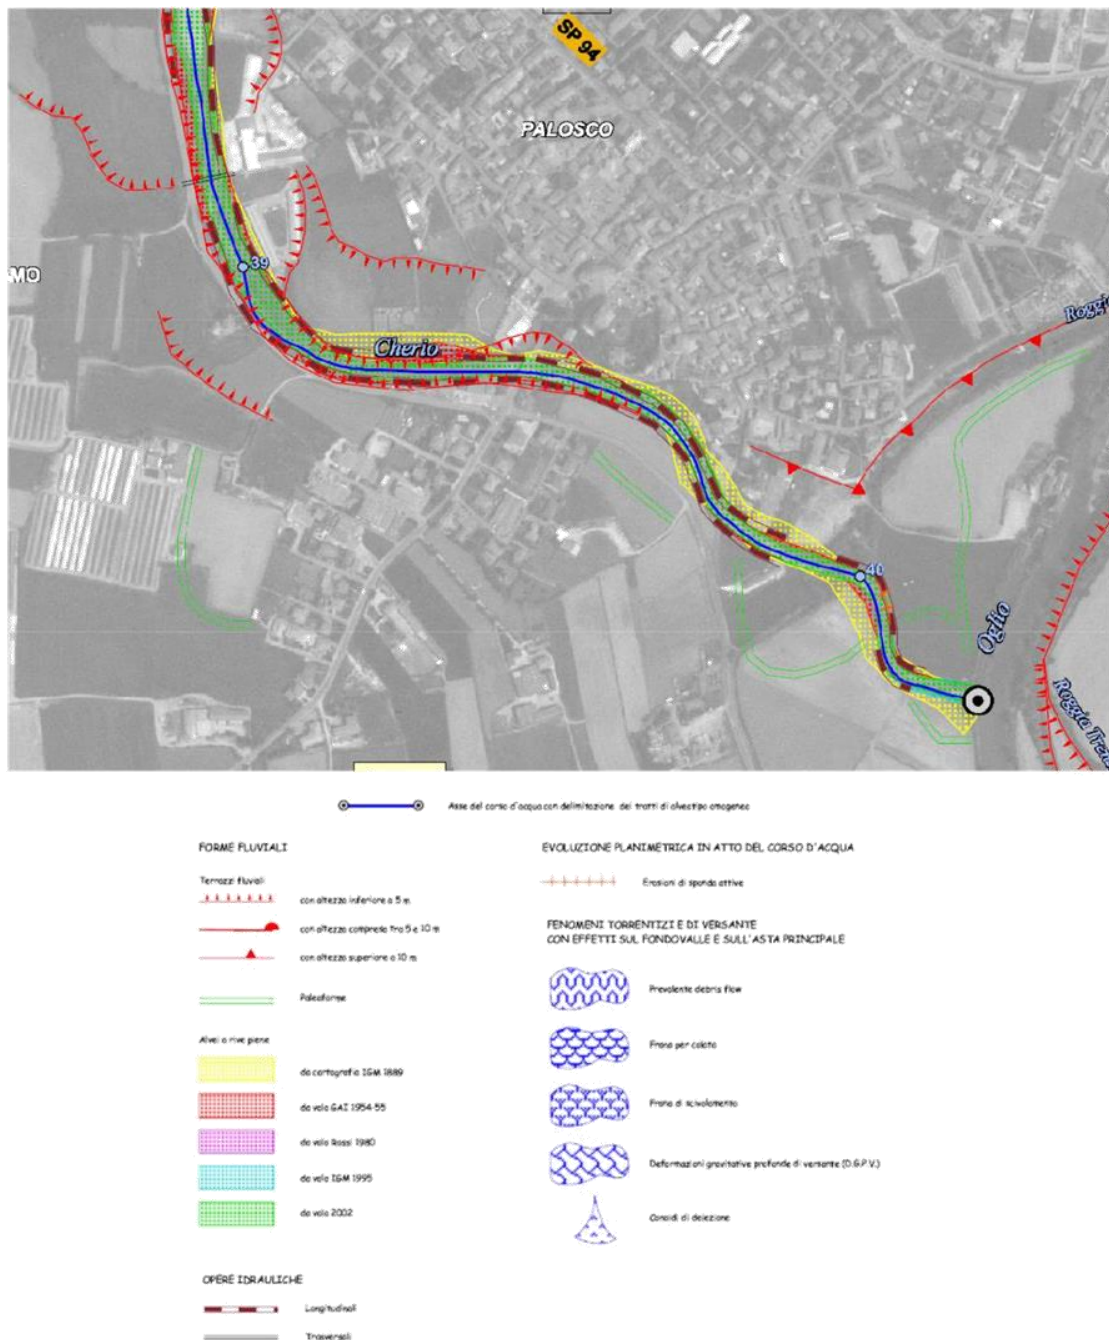 SP 94
PALOSCO
MO
39
Roggia
Cherio
40
Oglio
Roggia Tren
Asse del corso d'acqua con delimitazione dei tratti di alveotipo omogeneo
FORME FLUVIALI
EVOLUZIONE PLANIMETRICA IN ATTO DEL CORSO D'ACQUA
Terrazzi fluviali
con altezza inferiore a 5 m
con altezza compresa tra 5 e 10 m
con altezza superiore a 10 m
Erosioni di sponda attive
FENOMENI TORRENTIZI E DI VERSANTE
CON EFFETTI SUL FONDOVALLE E SULL'ASTA PRINCIPALE
Paleoforme
Prevalente debris flow
Alvei a rive piene
Frana per colata
da cartografia IGM 1889
da volo GAI 1954-55
Frana di scivolamento
da volo Rossi 1980
Deformazioni gravitative profonde di versante (D.G.P.V.)
da volo IGM 1995
da volo 2002
Conoidi di deiezione
OPERE IDRAULICHE
Longitudinali
Trasversali